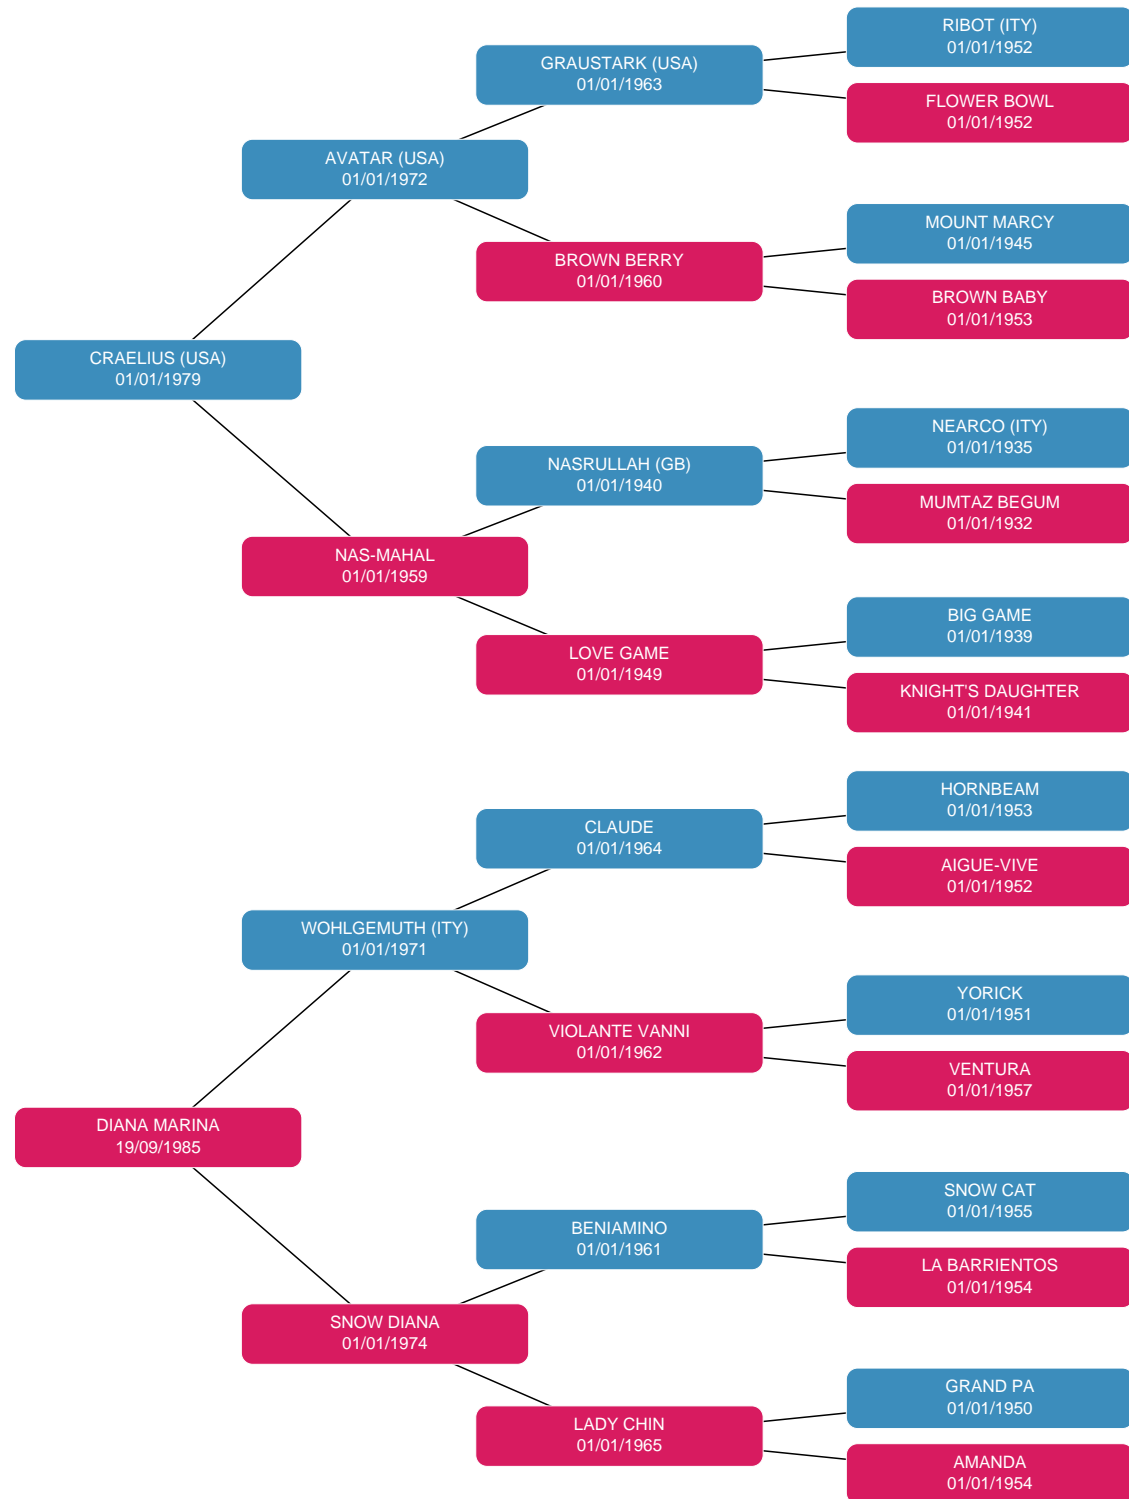 RIBOT (ITY)
01/01/1952
GRAUSTARK (USA)
01/01/1963
FLOWER BOWL
01/01/1952
AVATAR (USA)
01/01/1972
MOUNT MARCY
01/01/1945
BROWN BERRY
01/01/1960
BROWN BABY
01/01/1953
CRAELIUS (USA)
01/01/1979
NEARCO (ITY)
01/01/1935
NASRULLAH (GB)
01/01/1940
MUMTAZ BEGUM
01/01/1932
NAS-MAHAL
01/01/1959
BIG GAME
01/01/1939
LOVE GAME
01/01/1949
KNIGHT'S DAUGHTER
01/01/1941
HORNBEAM
01/01/1953
CLAUDE
01/01/1964
AIGUE-VIVE
01/01/1952
WOHLGEMUTH (ITY)
01/01/1971
YORICK
01/01/1951
VIOLANTE VANNI
01/01/1962
VENTURA
01/01/1957
DIANA MARINA
19/09/1985
SNOW CAT
01/01/1955
BENIAMINO
01/01/1961
LA BARRIENTOS
01/01/1954
SNOW DIANA
01/01/1974
GRAND PA
01/01/1950
LADY CHIN
01/01/1965
AMANDA
01/01/1954